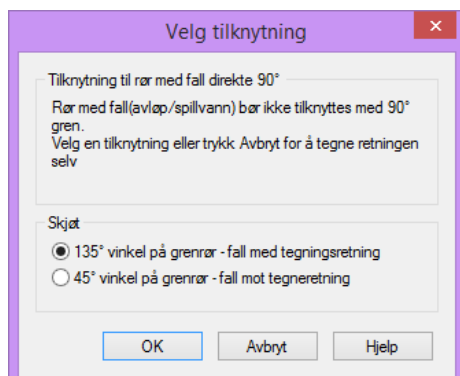 Velg tilknytning
Tilknytning til rør med fall direkte 90°
Rør med fall(avløp/spillvann) bør ikke tilknyttes med 90°
gren.
Velg en tilknytning eller trykk Avbryt for å tegne retningen
selv
Skjøt
135° vinkel på grenrør - fall med tegningsretning
45° vinkel på grenrør - fall mot tegneretning
OK Avbryt Hjelp